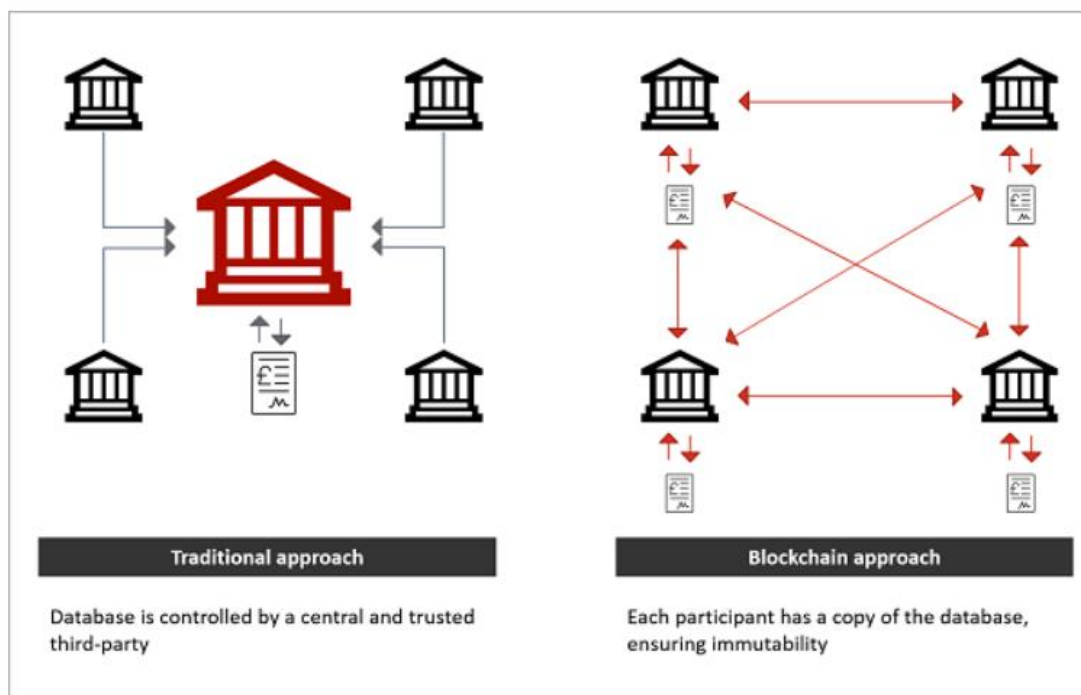 £
£
£
£
£
Traditional approach
Blockchain approach
Database is controlled by a central and trusted
third-party
Each participant has a copy of the database,
ensuring immutability